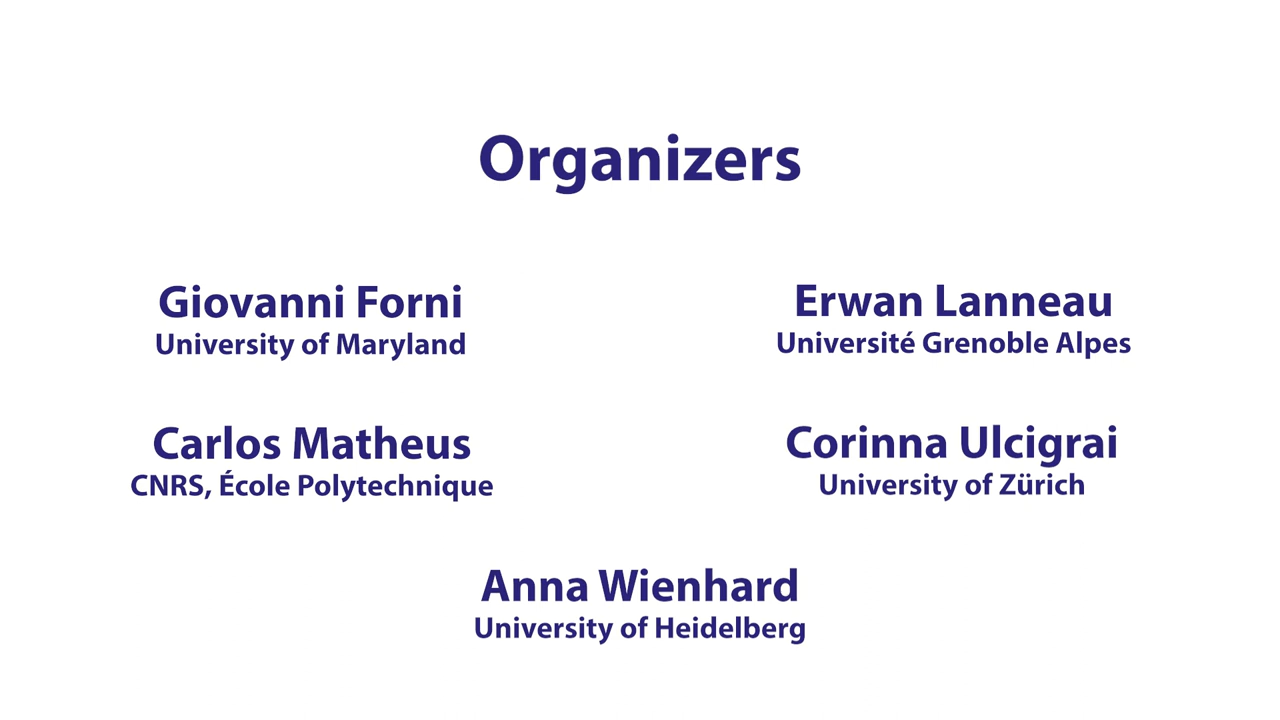 Organizers
Giovanni Forni
University of Maryland
Erwan Lanneau
Université Grenoble Alpes
Carlos Matheus
CNRS, École Polytechnique
Corinna Ulcigrai
University of Zürich
Anna Wienhard
University of Heidelberg